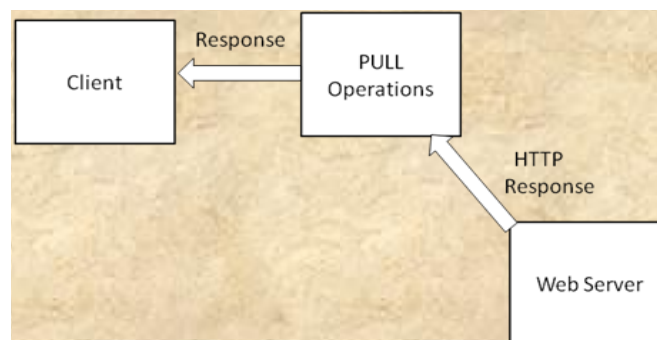 Response
Client
PULL
Operations
HTTP
Response
Web Server